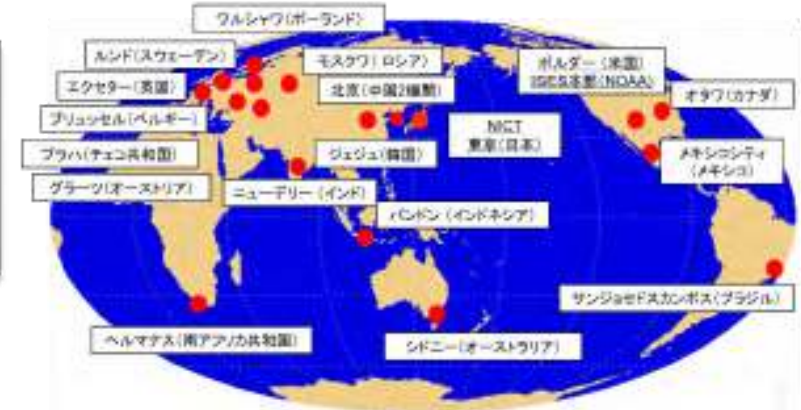 ワルシャワ(ポーランド)
ルンド(スウェーデン)
モスクワ(ロシア)
ボルダー(米国)
ISES本部(NOAA)
エクセター(英国)
北京(中国2機関)
オタワ(カナダ)
ブリュッセル(ベルギー)
NICT
東京(日本)
プラハ(チェコ共和国)
ジェジュ(韓国)
メキシコシティ
(メキシコ)
グラーツ(オーストリア)
ニューデリー(インド)
バンドン(インドネシア)
サンジョセドスカンポス(ブラジル)
ヘルマナス(南アフリカ共和国)
シドニー(オーストラリア)